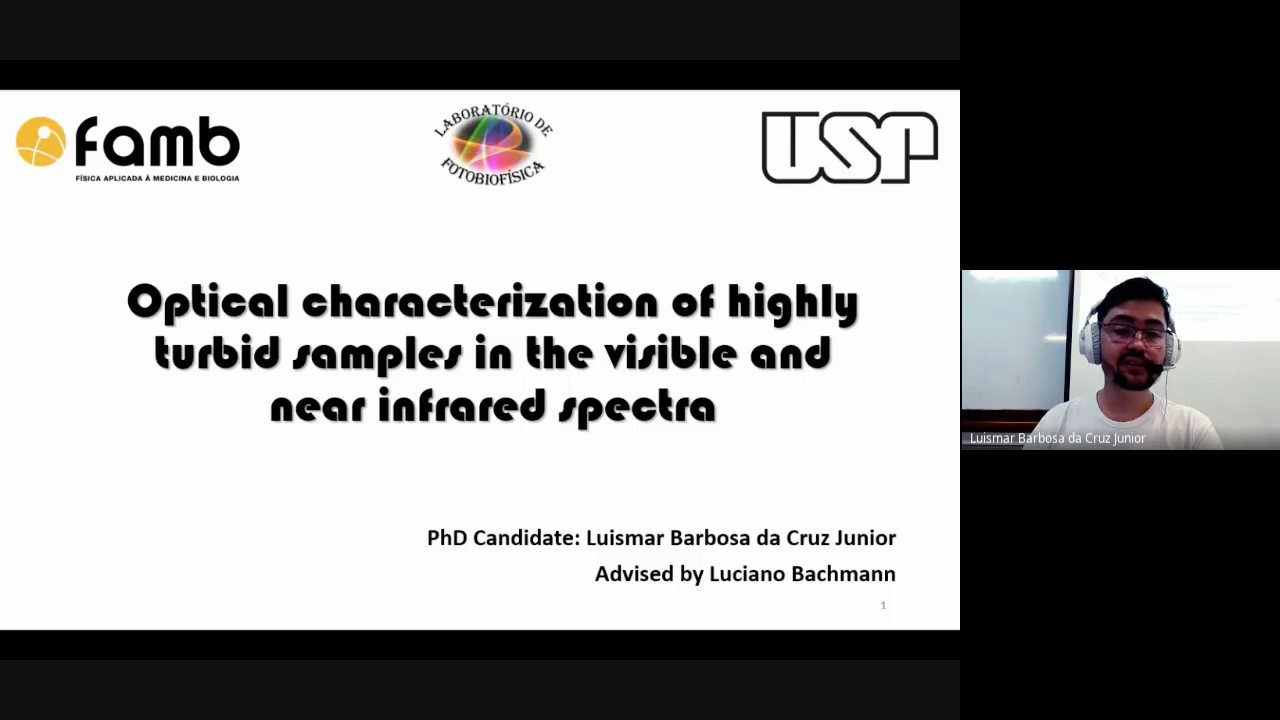 famb
FÍSICA APLICADA À MEDICINA E BIOLOGIA
LABORATÓRIO DE
FOTOBIOFÍSICA
USP
Optical characterization of highly
turbid samples in the visible and
near infrared spectra
PhD Candidate: Luismar Barbosa da Cruz Junior
Advised by Luciano Bachmann
1
Luismar Barbosa da Cruz Junior